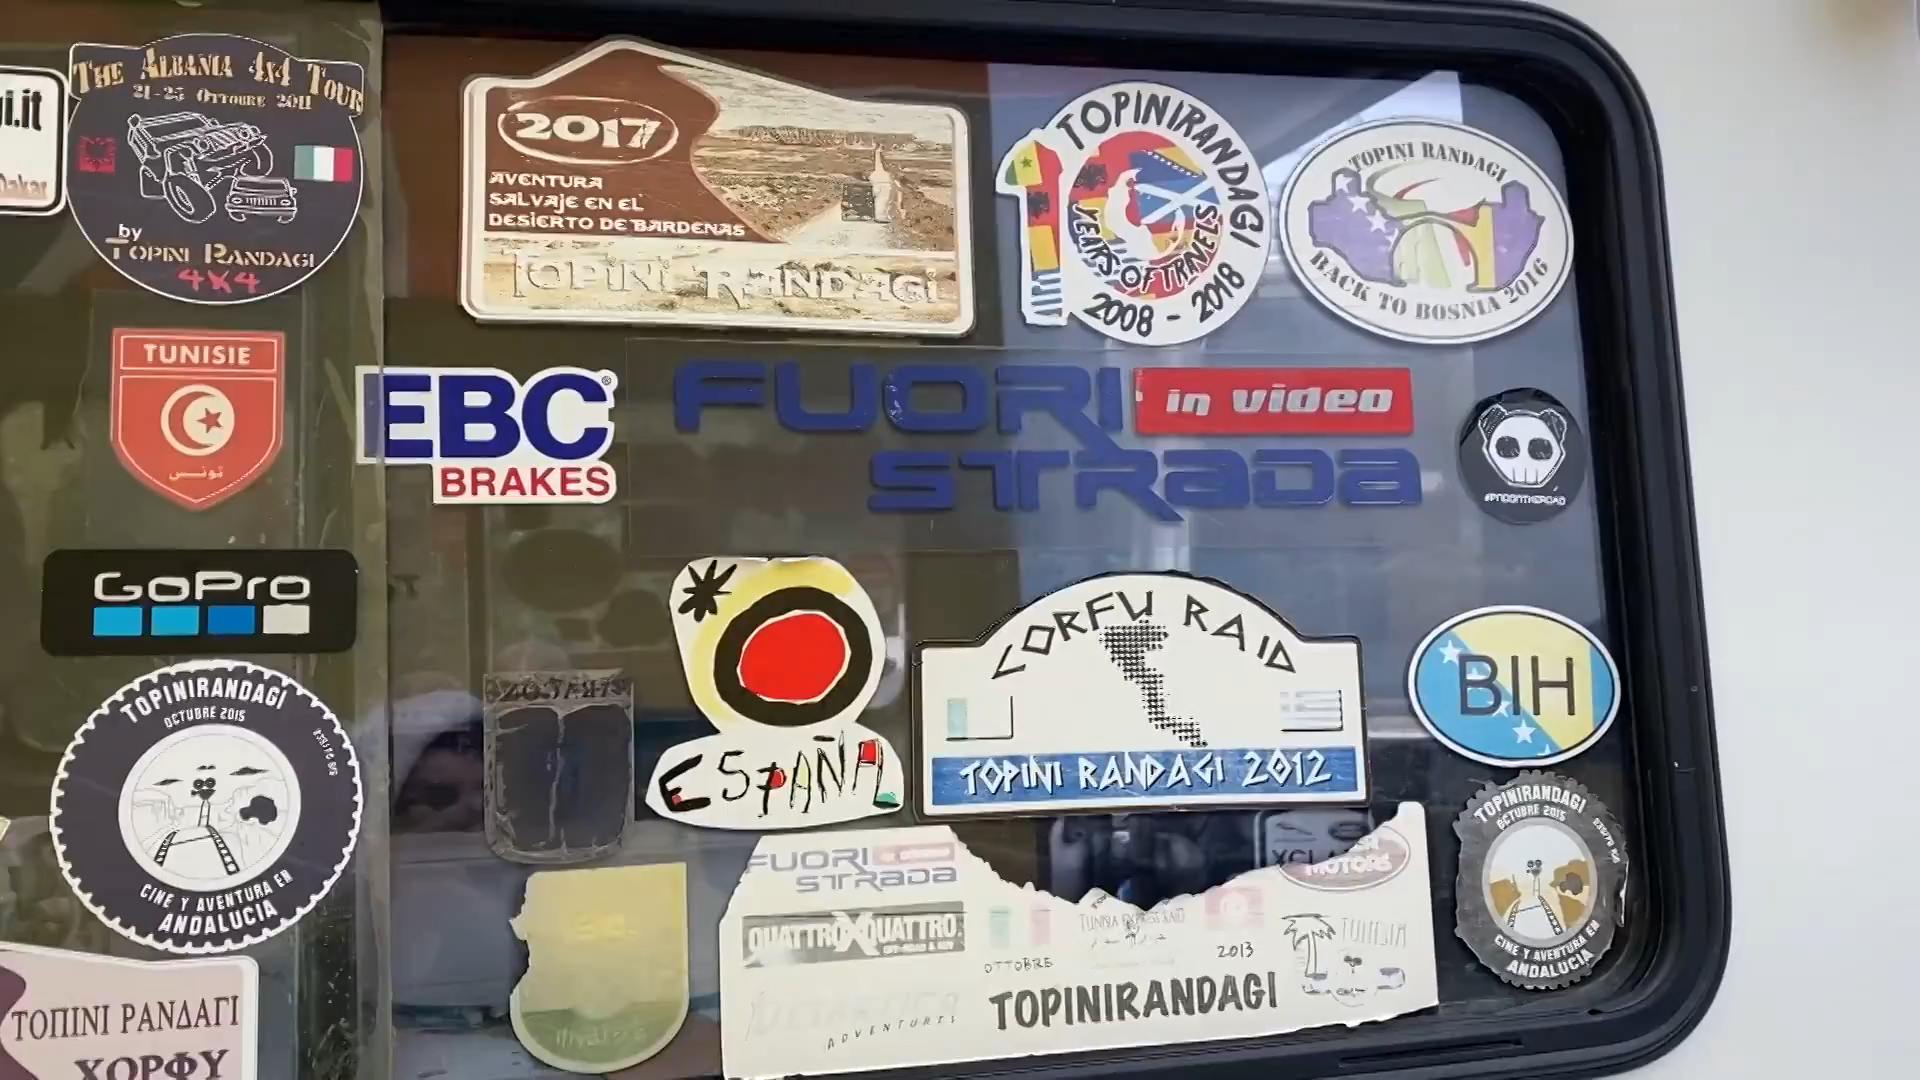 THE ALBANIA 4x4 TOUR
21-25 OTTOBRE 2011
by
TOPINI RANDAGI
4X4
i.it
Dakar
2017
AVENTURA
SALVAJE EN EL
DESIERTO DE BARDENAS
TOPINI RANDAGI
TOPINIRANDAGI
YEARS OF TRAVELS
2008 - 2018
TOPINI RANDAGI
BACK TO BOSNIA 2016
TUNISIE
تونس
EBC®
BRAKES
FUORI in video
STRADA
GoPro
TOPINIRANDAGI
OCTUBRE 2015
CINE Y AVENTURA EN
ANDALUCIA
ESPAÑA
CORFU RAID
TOPINI RANDAGI 2012
BIH
TOPINIRANDAGI
OCTUBRE 2015
CINE Y AVENTURA EN
ANDALUCIA
FUORI
STRADA
MOTORS
QUATTROXQUATTRO
TUNISIA EXPRESS RAID
TUNISIA
OTTOBRE
2013
TOPINIRANDAGI
ADVENTURES
ΤΟΠΙΝΙ ΡΑΝΔΑΓΙ
ΧΟΡΦΥ